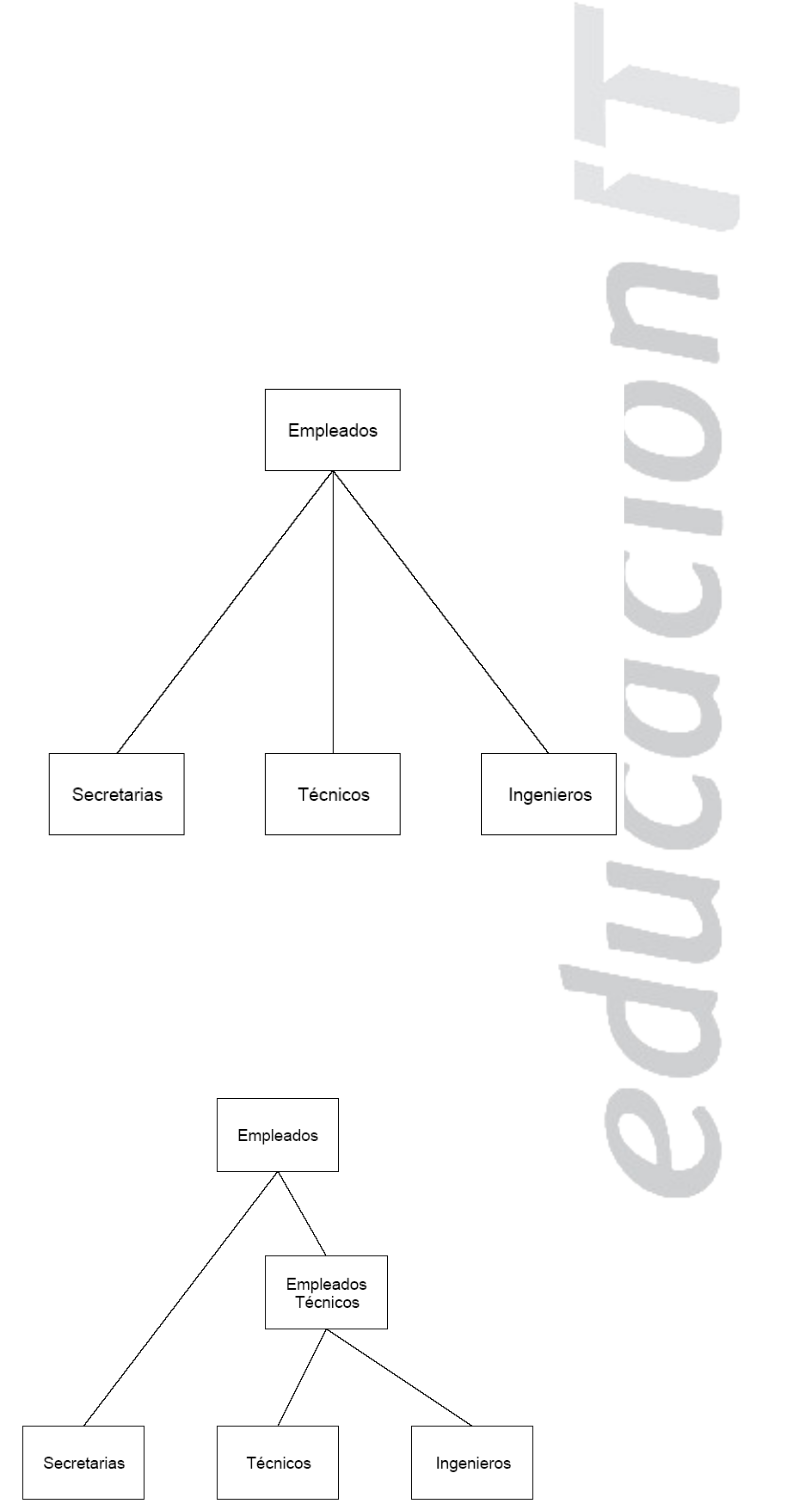 educacionIT
Empleados
Secretarias
Técnicos
Ingenieros
Empleados
Empleados
Técnicos
Secretarias
Técnicos
Ingenieros